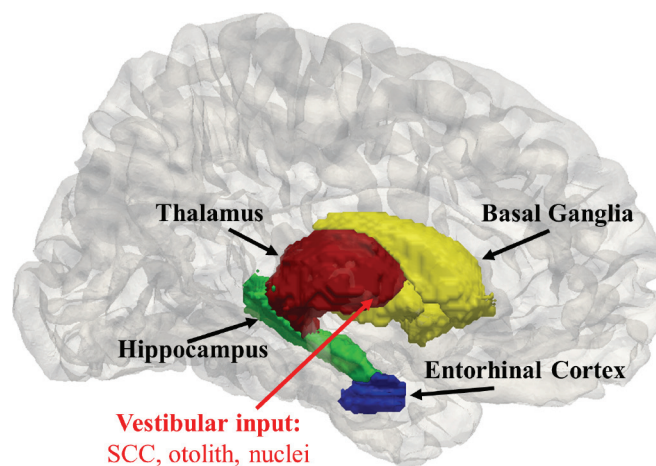 Thalamus
Basal Ganglia
Hippocampus
Entorhinal Cortex
Vestibular input:
SCC, otolith, nuclei